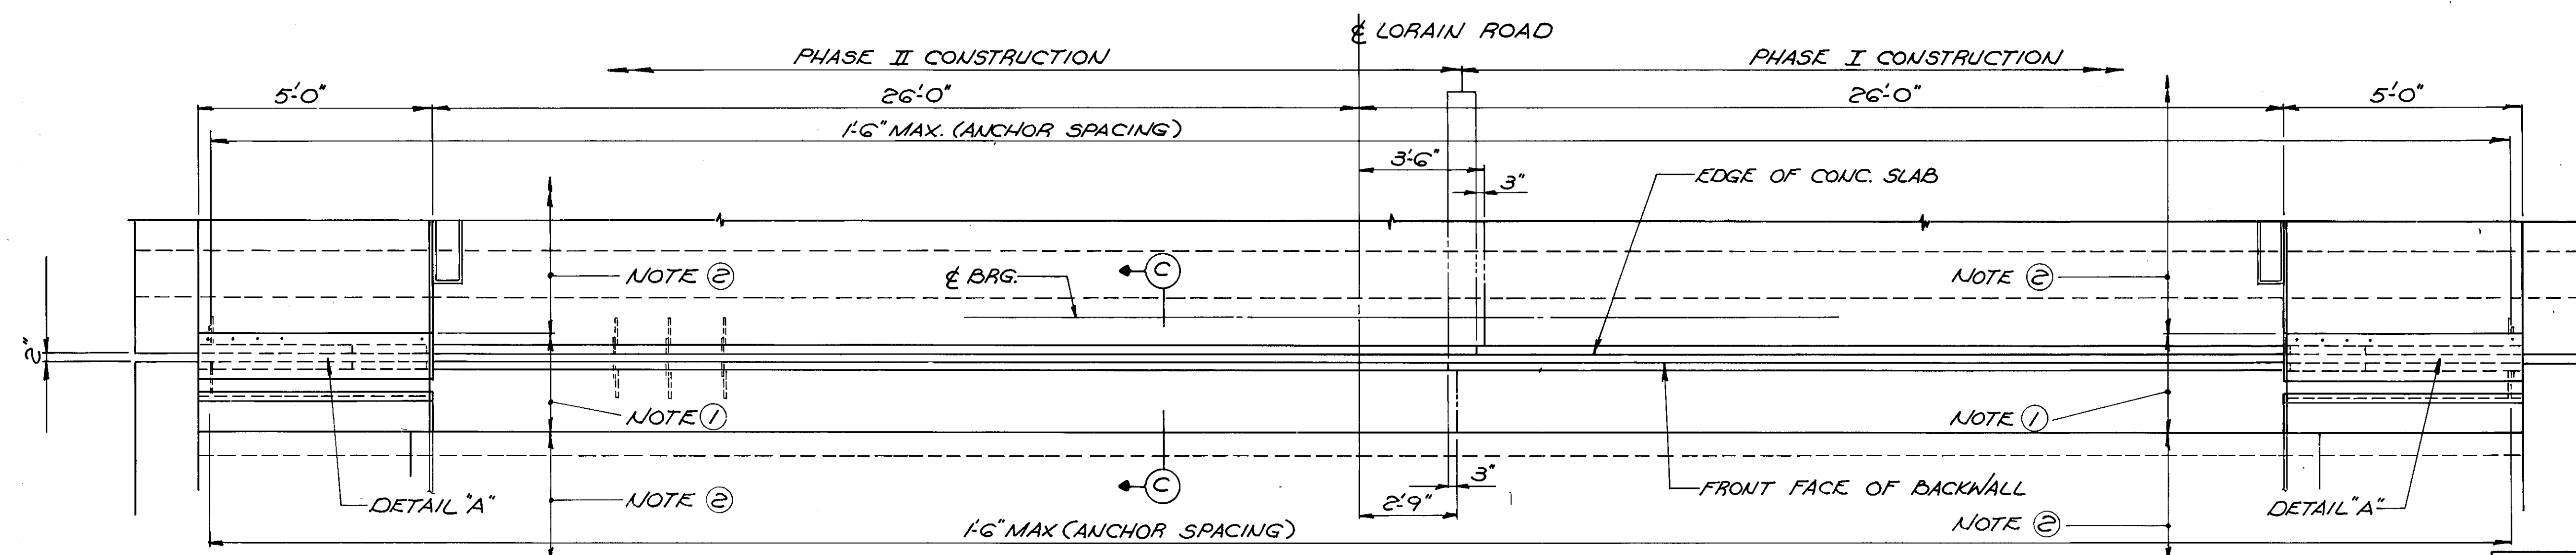 ℄ LORAIN ROAD
PHASE II CONSTRUCTION
PHASE I CONSTRUCTION
5'-0"
26'-0"
26'-0"
5'-0"
1'-6" MAX. (ANCHOR SPACING)
3'-6"
3"
EDGE OF CONC. SLAB
NOTE 2
℄ BRG.
C
NOTE 2
2"
NOTE 1
NOTE 1
C
3"
2'-9"
FRONT FACE OF BACKWALL
DETAIL "A"
NOTE 2
DETAIL "A"
NOTE 2
1'-6" MAX (ANCHOR SPACING)